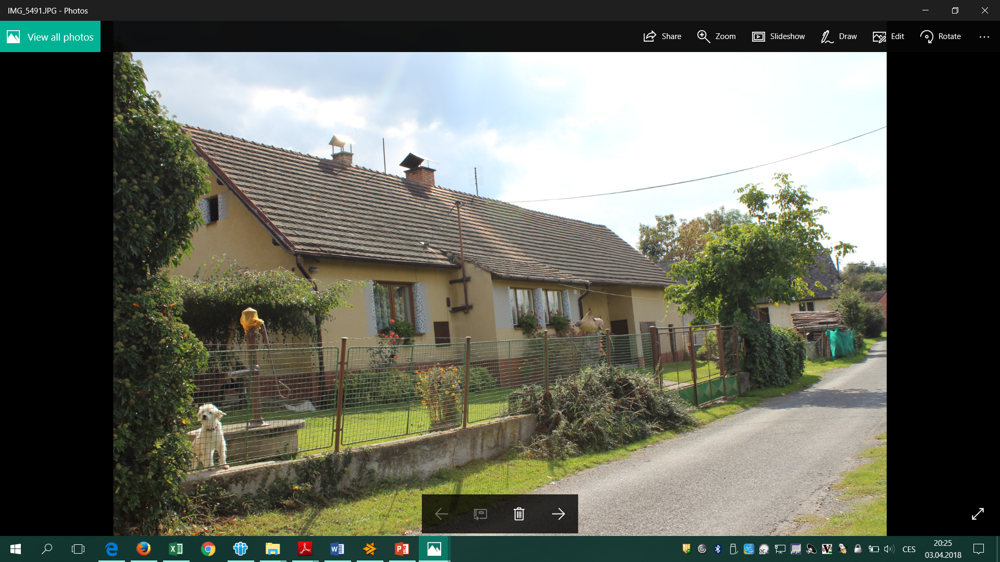 IMG_5491.JPG - Photos
View all photos
Share
Zoom
Slideshow
Draw
Edit
Rotate
CES
20:25
03.04.2018